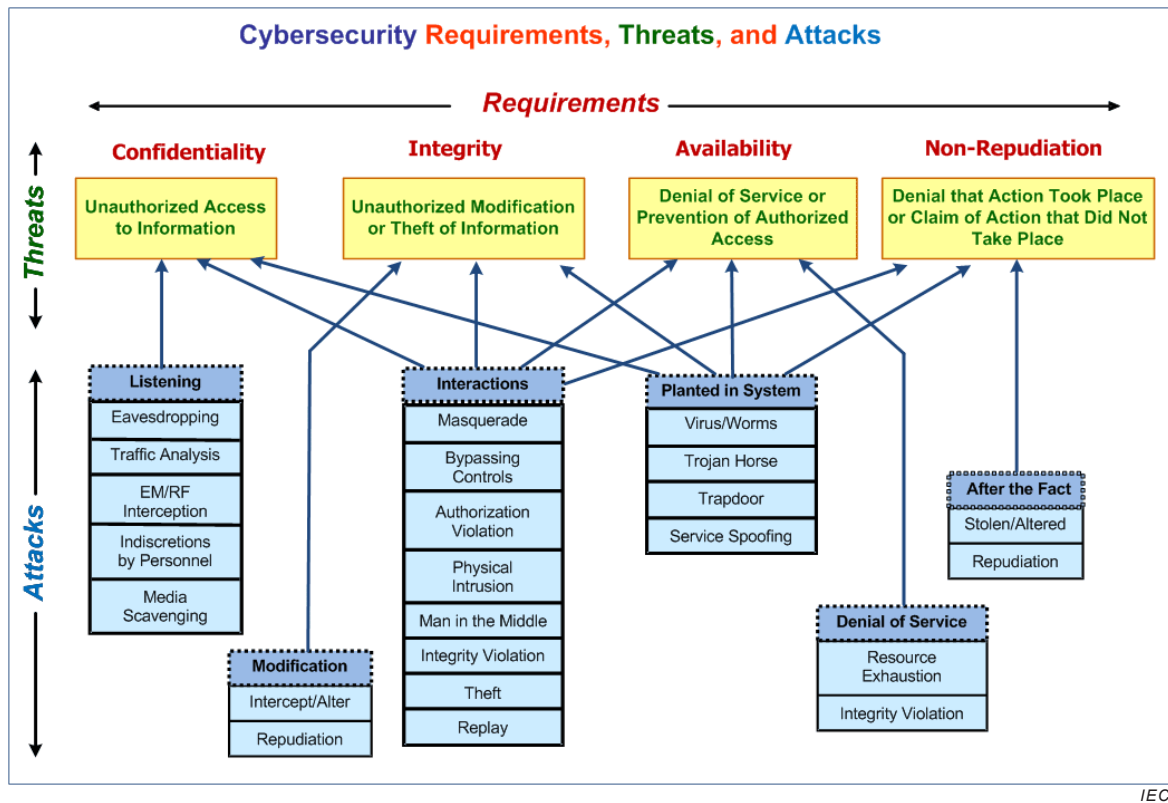 Cybersecurity Requirements, Threats, and Attacks
Requirements
Confidentiality
Integrity
Availability
Non-Repudiation
Threats
Unauthorized Access
to Information
Unauthorized Modification
or Theft of Information
Denial of Service or
Prevention of Authorized
Access
Denial that Action Took Place
or Claim of Action that Did Not
Take Place
Attacks
Listening
Eavesdropping
Traffic Analysis
EM/RF
Interception
Indiscretions
by Personnel
Media
Scavenging
Modification
Intercept/Alter
Repudiation
Interactions
Masquerade
Bypassing
Controls
Authorization
Violation
Physical
Intrusion
Man in the Middle
Integrity Violation
Theft
Replay
Planted in System
Virus/Worms
Trojan Horse
Trapdoor
Service Spoofing
Denial of Service
Resource
Exhaustion
Integrity Violation
After the Fact
Stolen/Altered
Repudiation
IEC